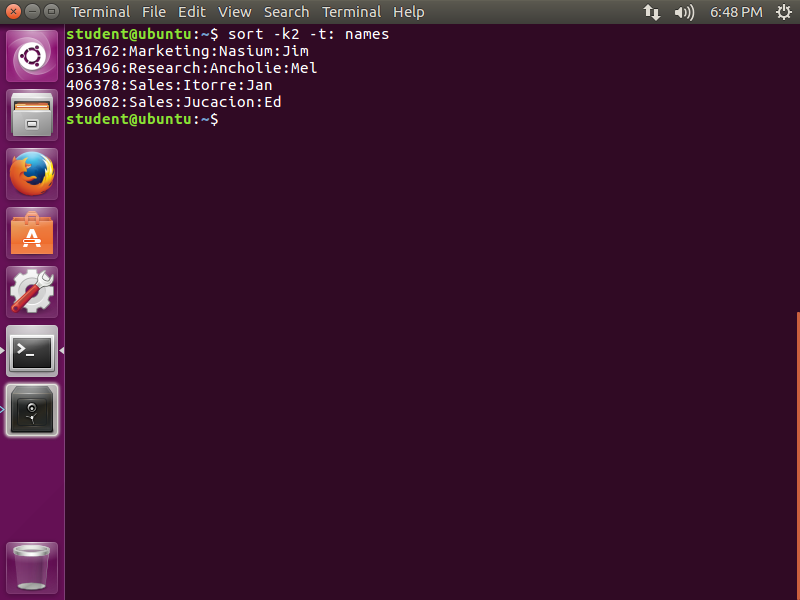 Terminal File Edit View Search Terminal Help 6:48 PM
student@ubuntu:~$ sort -k2 -t: names
031762:Marketing:Nasium:Jim
636496:Research:Ancholie:Mel
406378:Sales:Itorre:Jan
396082:Sales:Jucacion:Ed
student@ubuntu:~$